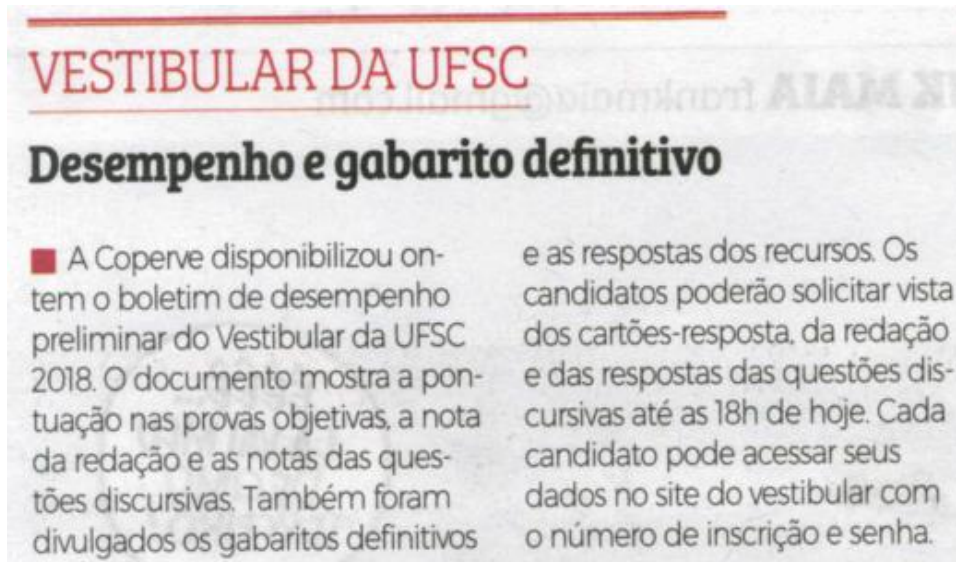 VESTIBULAR DA UFSC
Desempenho e gabarito definitivo
A Coperve disponibilizou on-
tem o boletim de desempenho
preliminar do Vestibular da UFSC
2018. O documento mostra a pon-
tuação nas provas objetivas, a nota
da redação e as notas das ques-
tões discursivas. Também foram
divulgados os gabaritos definitivos
e as respostas dos recursos. Os
candidatos poderão solicitar vista
dos cartões-resposta, da redação
e das respostas das questões dis-
cursivas até as 18h de hoje. Cada
candidato pode acessar seus
dados no site do vestibular com
o número de inscrição e senha.